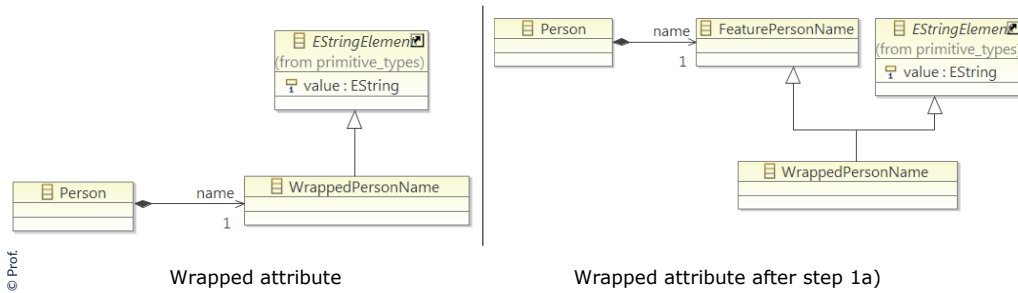 EStringElement
(from primitive_types)
value : EString
Person
name
1
WrappedPersonName
Person
name
1
FeaturePersonName
EStringElement
(from primitive_types)
value : EString
WrappedPersonName
© Prof.
Wrapped attribute
Wrapped attribute after step 1a)